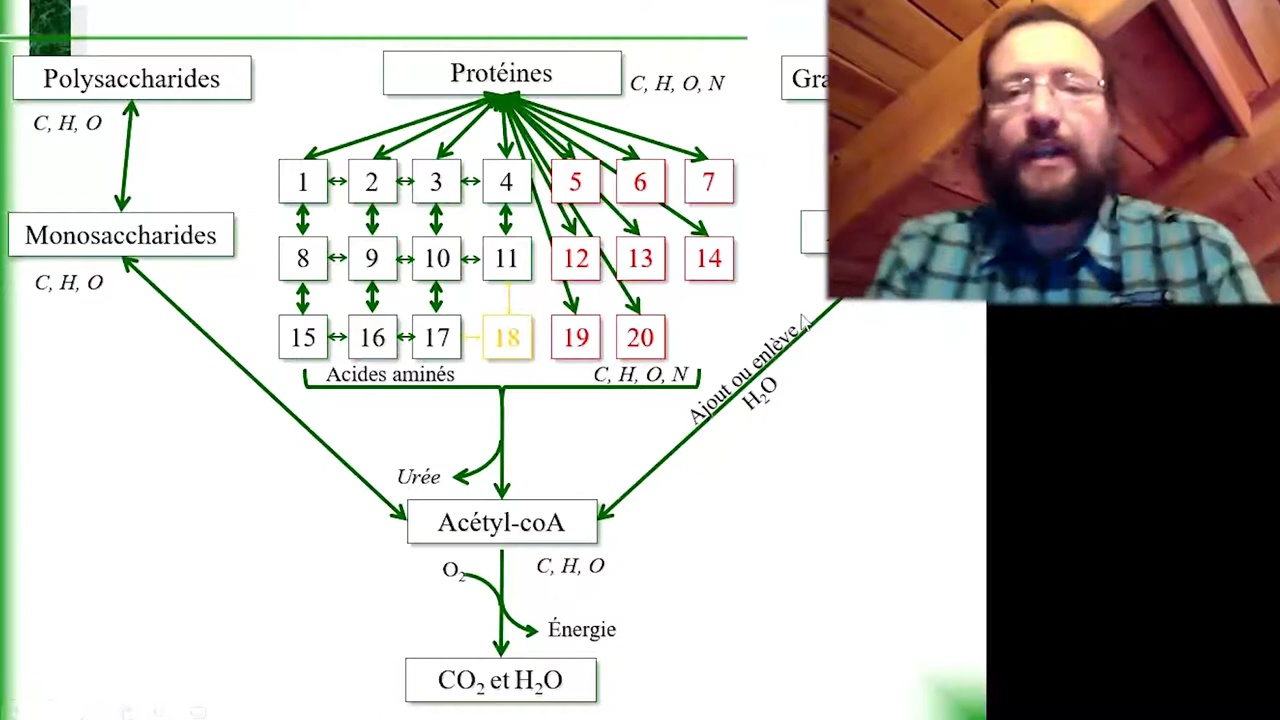 Polysaccharides
C, H, O
Monosaccharides
C, H, O
Protéines
C, H, O, N
1 2 3 4 5 6 7
8 9 10 11 12 13 14
15 16 17 18 19 20
Acides aminés
C, H, O, N
Gra
Ajout ou enlève
H₂O
Urée
Acétyl-coA
C, H, O
O₂
Énergie
CO₂ et H₂O